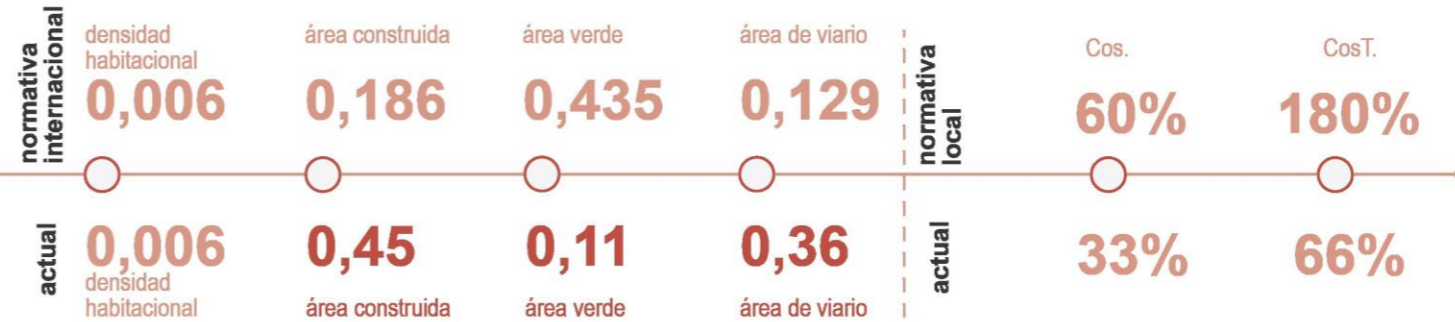 normativa
internacional
densidad
habitacional
0,006
área construida
0,186
área verde
0,435
área de viario
0,129
normativa
local
Cos.
60%
CosT.
180%
actual
0,006
densidad
habitacional
0,45
área construida
0,11
área verde
0,36
área de viario
actual
33%
66%